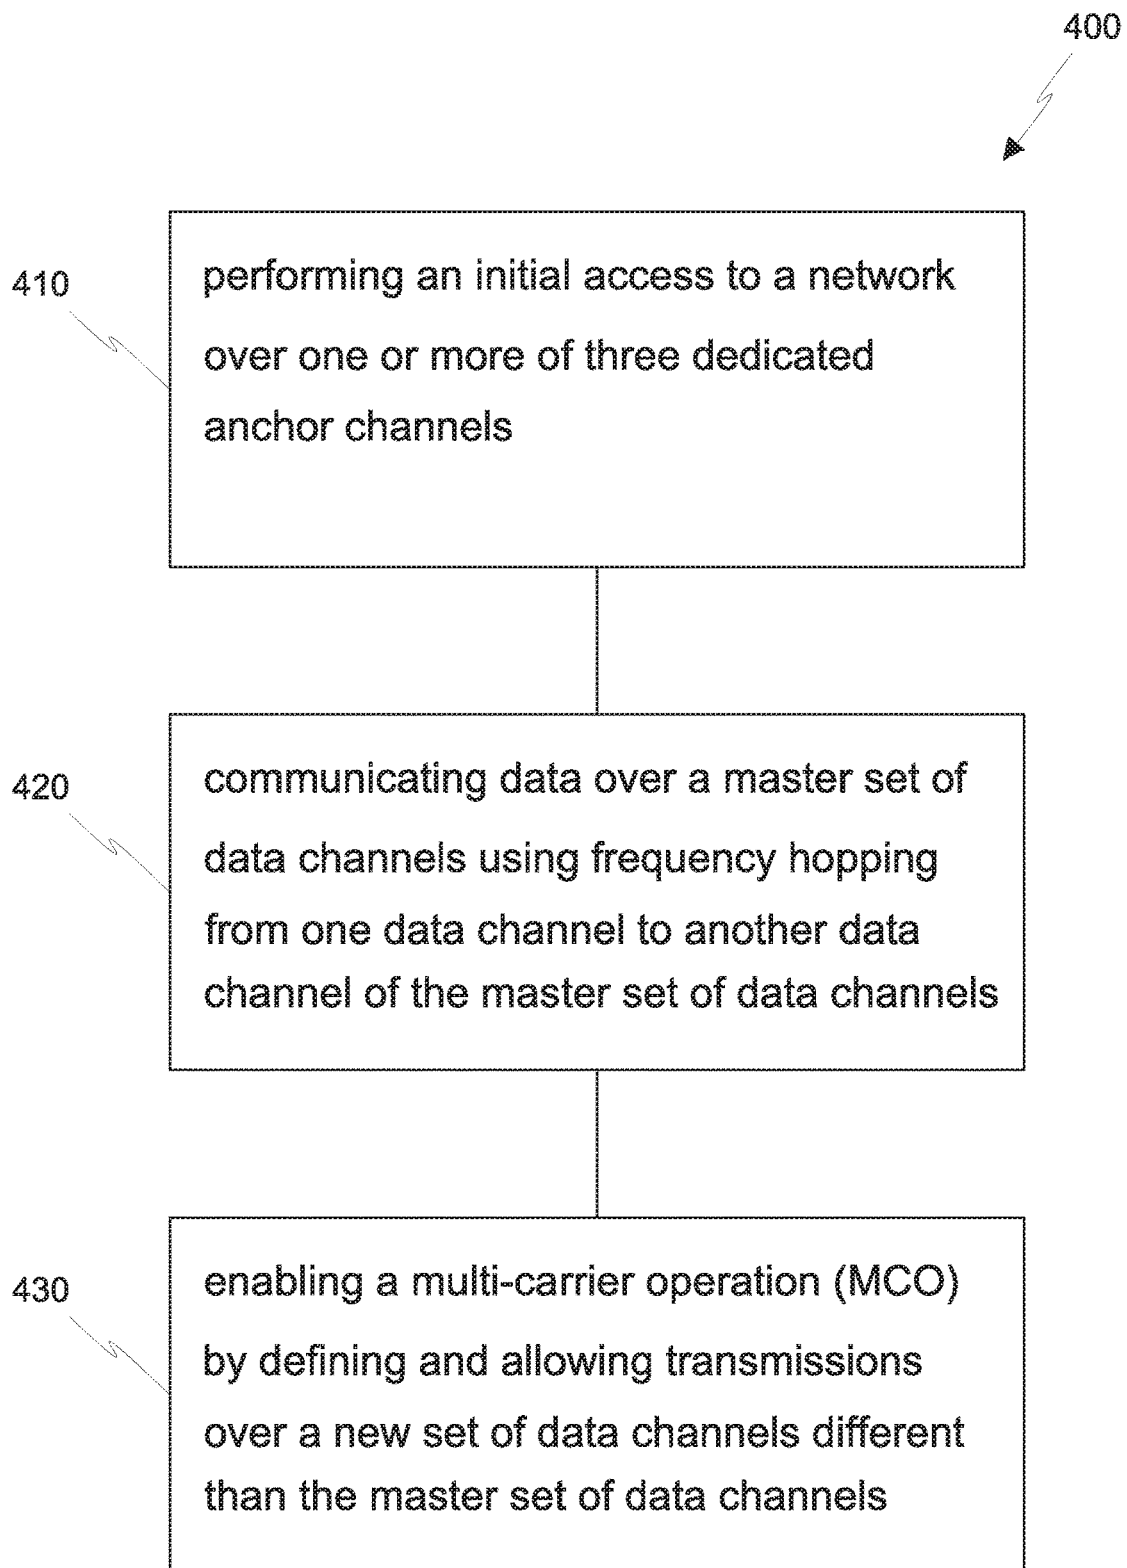 400
410
performing an initial access to a network
over one or more of three dedicated
anchor channels
420
communicating data over a master set of
data channels using frequency hopping
from one data channel to another data
channel of the master set of data channels
430
enabling a multi-carrier operation (MCO)
by defining and allowing transmissions
over a new set of data channels different
than the master set of data channels